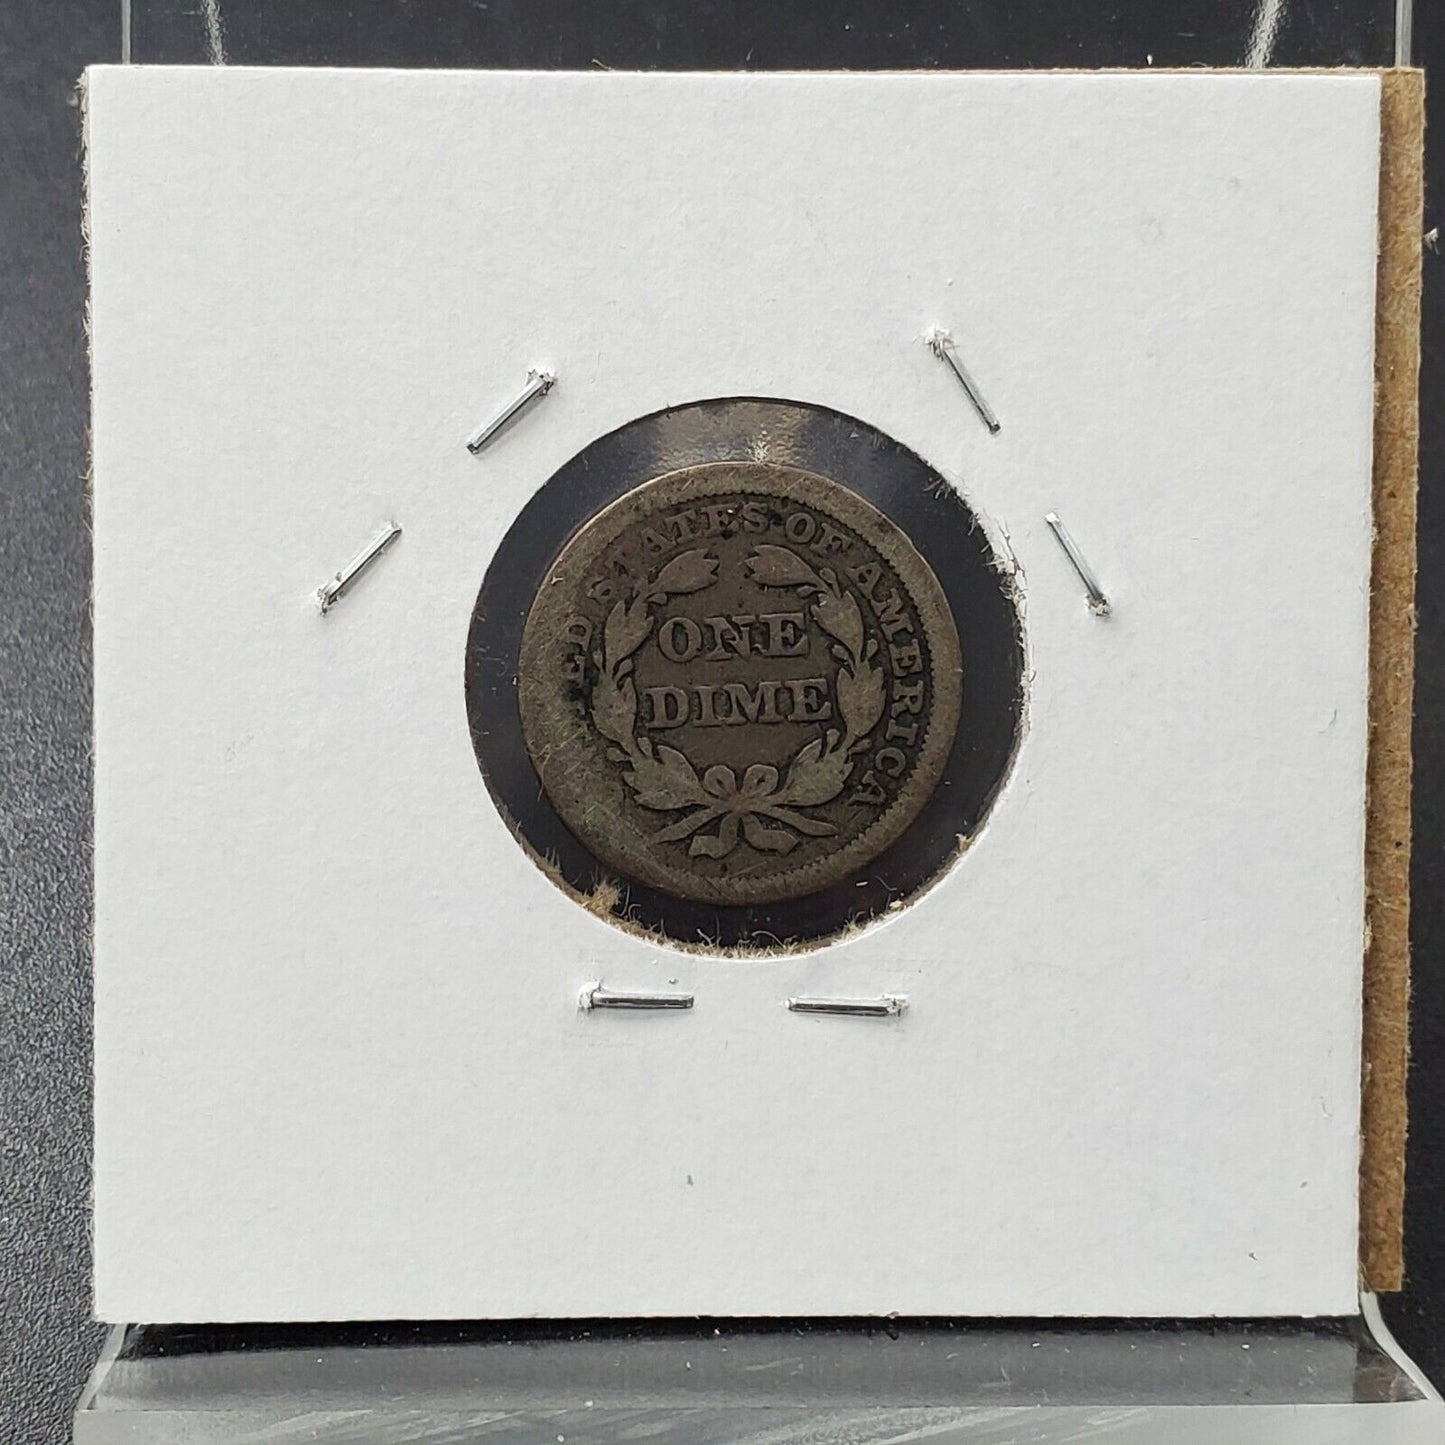 ED STATES OF AMERICA
ONE
DIME